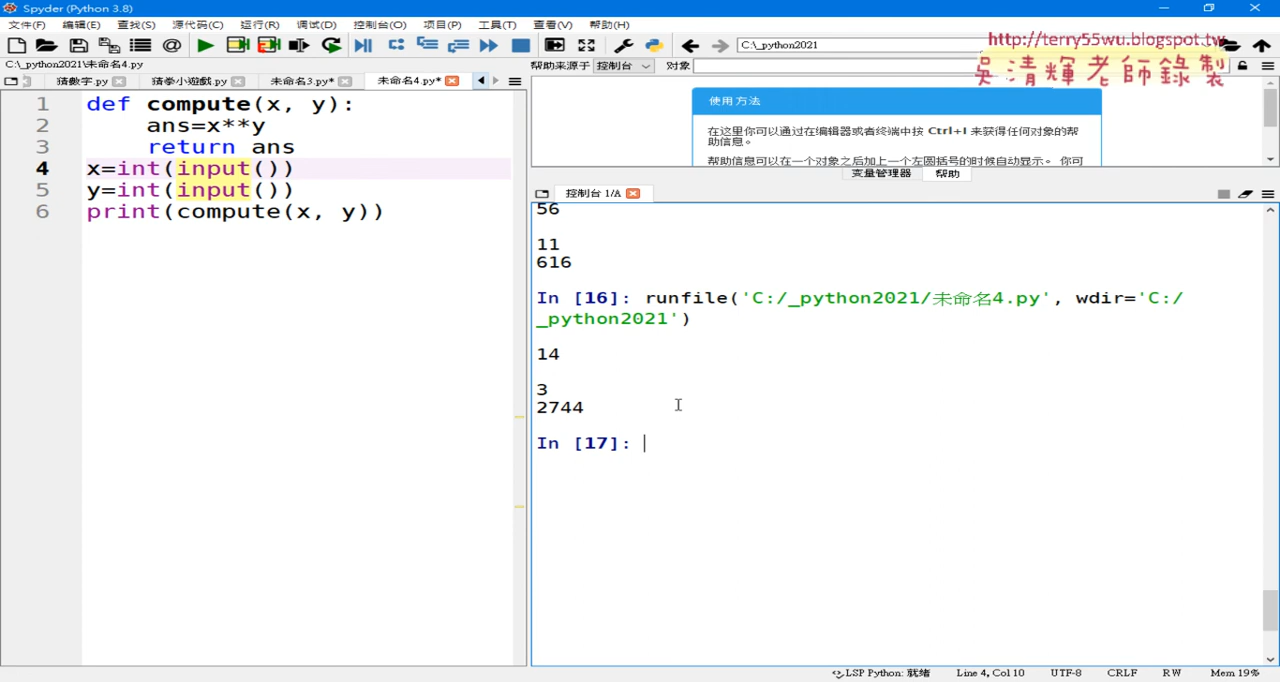 Spyder (Python 3.8)
文件(F) 编辑(E) 查找(S) 源代码(C) 运行(R) 调试(D) 控制台(O) 项目(P) 工具(T) 查看(V) 帮助(H)
C:\_python2021
http://terry55wu.blogspot.tw
吳清輝老師錄製
C:\_python2021\未命名4.py
帮助来源于 控制台 对象
猜數字.py 猜拳小遊戲.py 未命名3.py* 未命名4.py*
1 def compute(x, y):
2 ans=x**y
3 return ans
4 x=int(input())
5 y=int(input())
6 print(compute(x, y))
使用方法
在这里你可以通过在编辑器或者终端中按 Ctrl+I 来获得任何对象的帮
助信息。
帮助信息可以在一个对象之后加上一个左圆括号的时候自动显示。 你可
变量管理器 帮助
控制台 1/A
56
11
616
In [16]: runfile('C:/_python2021/未命名4.py', wdir='C:/
_python2021')
14
3
2744
In [17]:
LSP Python: 就绪 Line 4, Col 10 UTF-8 CRLF RW Mem 19%